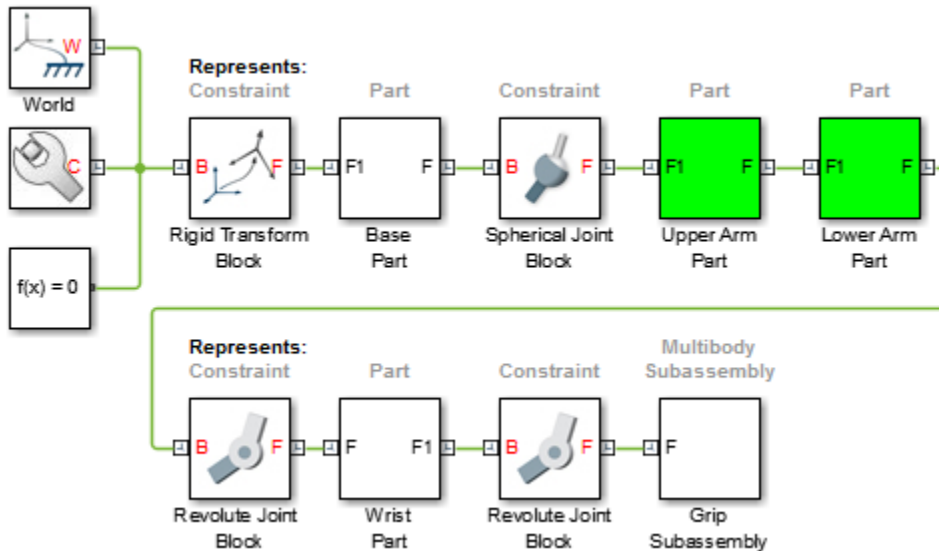 W
World
C
f(x) = 0
Represents:
Constraint Part Constraint Part Part
B F F1 F B F F1 F F1 F
Rigid Transform Base Spherical Joint Upper Arm Lower Arm
Block Part Block Part Part
Multibody
Represents:
Constraint Part Constraint Subassembly
B F F F1 B F F
Revolute Joint Wrist Revolute Joint Grip
Block Part Block Subassembly